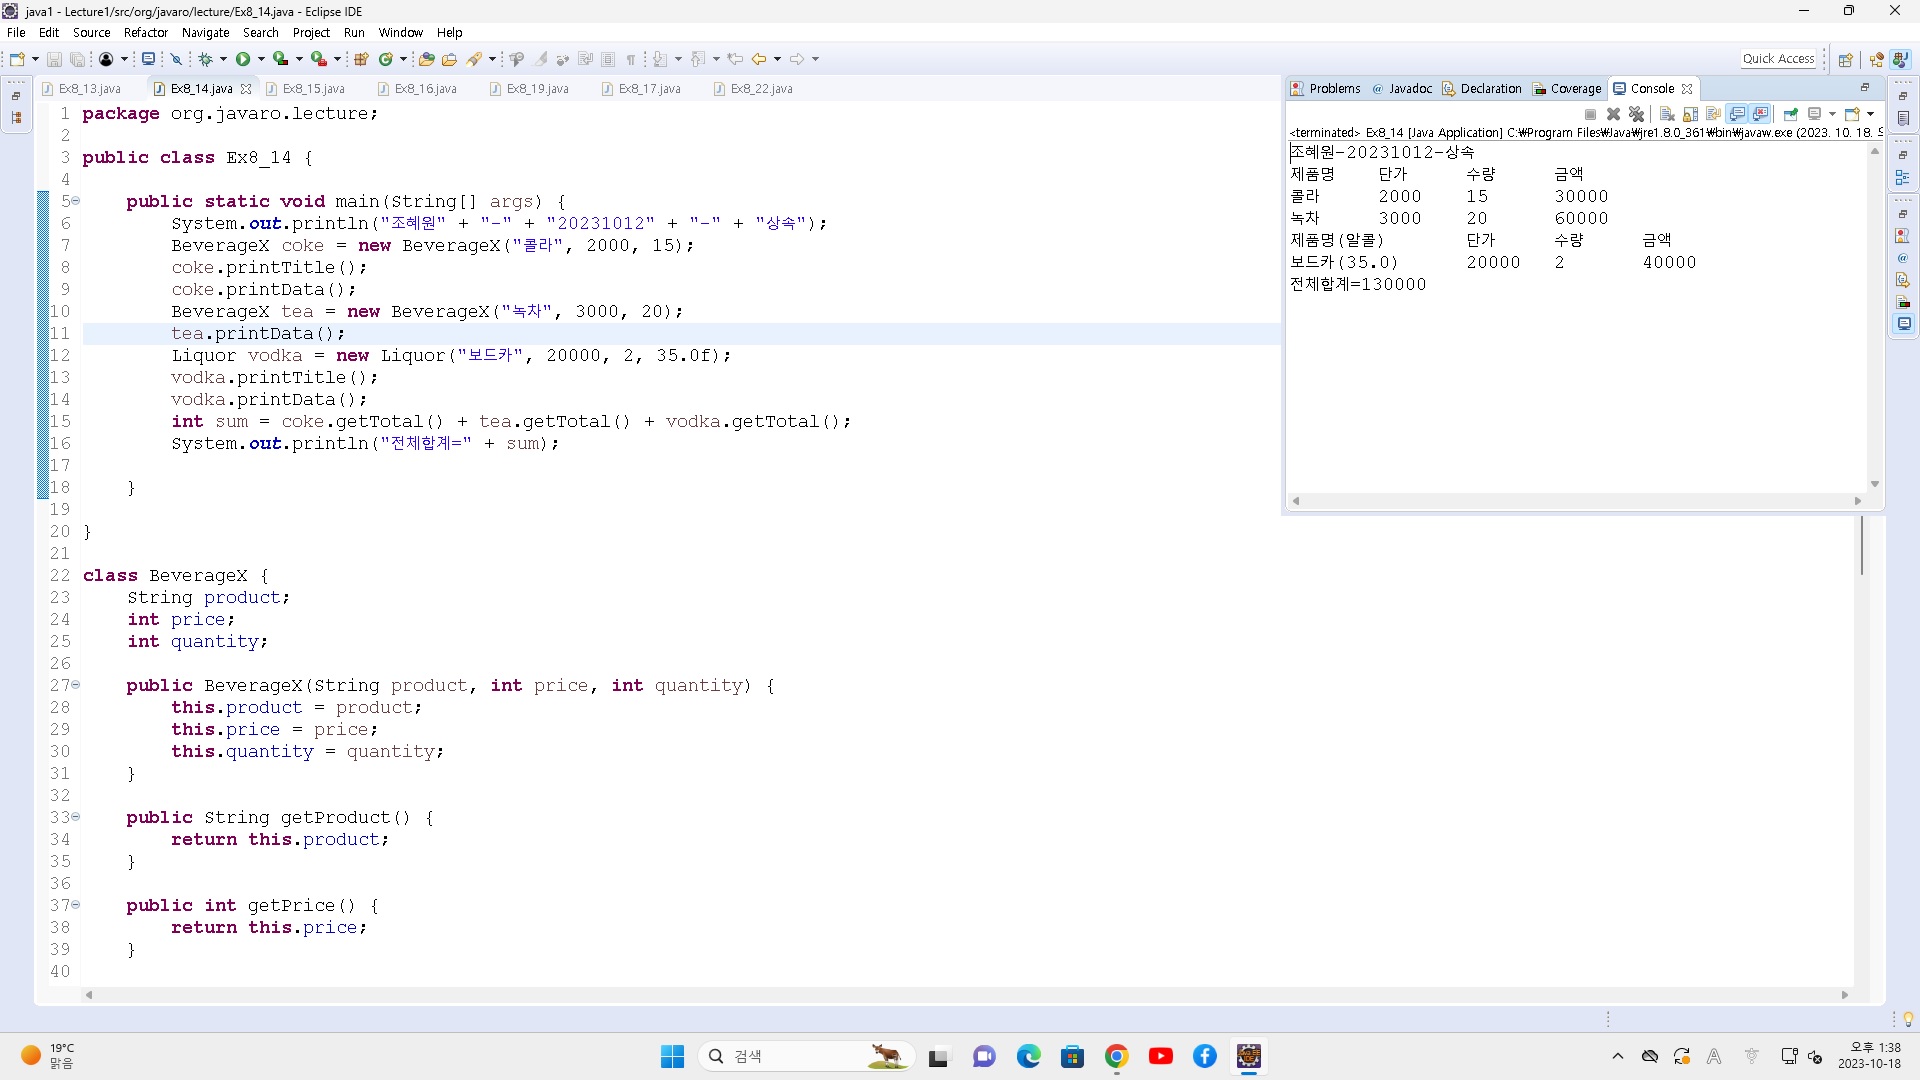 java1 - Lecture1/src/org/javaro/lecture/Ex8_14.java - Eclipse IDE
File Edit Source Refactor Navigate Search Project Run Window Help
Quick Access
Ex8_13.java Ex8_14.java Ex8_15.java Ex8_16.java Ex8_19.java Ex8_17.java Ex8_22.java
1 package org.javaro.lecture;
2
3 public class Ex8_14 {
4
5 public static void main(String[] args) {
6 System.out.println("조혜원" + "-" + "20231012" + "-" + "상속");
7 BeverageX coke = new BeverageX("콜라", 2000, 15);
8 coke.printTitle();
9 coke.printData();
10 BeverageX tea = new BeverageX("녹차", 3000, 20);
11 tea.printData();
12 Liquor vodka = new Liquor("보드카", 20000, 2, 35.0f);
13 vodka.printTitle();
14 vodka.printData();
15 int sum = coke.getTotal() + tea.getTotal() + vodka.getTotal();
16 System.out.println("전체합계=" + sum);
17
18 }
19
20 }
21
22 class BeverageX {
23 String product;
24 int price;
25 int quantity;
26
27 public BeverageX(String product, int price, int quantity) {
28 this.product = product;
29 this.price = price;
30 this.quantity = quantity;
31 }
32
33 public String getProduct() {
34 return this.product;
35 }
36
37 public int getPrice() {
38 return this.price;
39 }
40
Problems Javadoc Declaration Coverage Console
<terminated> Ex8_14 [Java Application] C:₩Program Files₩Java₩jre1.8.0_361₩bin₩javaw.exe (2023. 10. 18.
조혜원-20231012-상속
제품명 단가 수량 금액
콜라 2000 15 30000
녹차 3000 20 60000
제품명(알콜) 단가 수량 금액
보드카(35.0) 20000 2 40000
전체합계=130000
19°C
맑음
검색
오후 1:38
2023-10-18